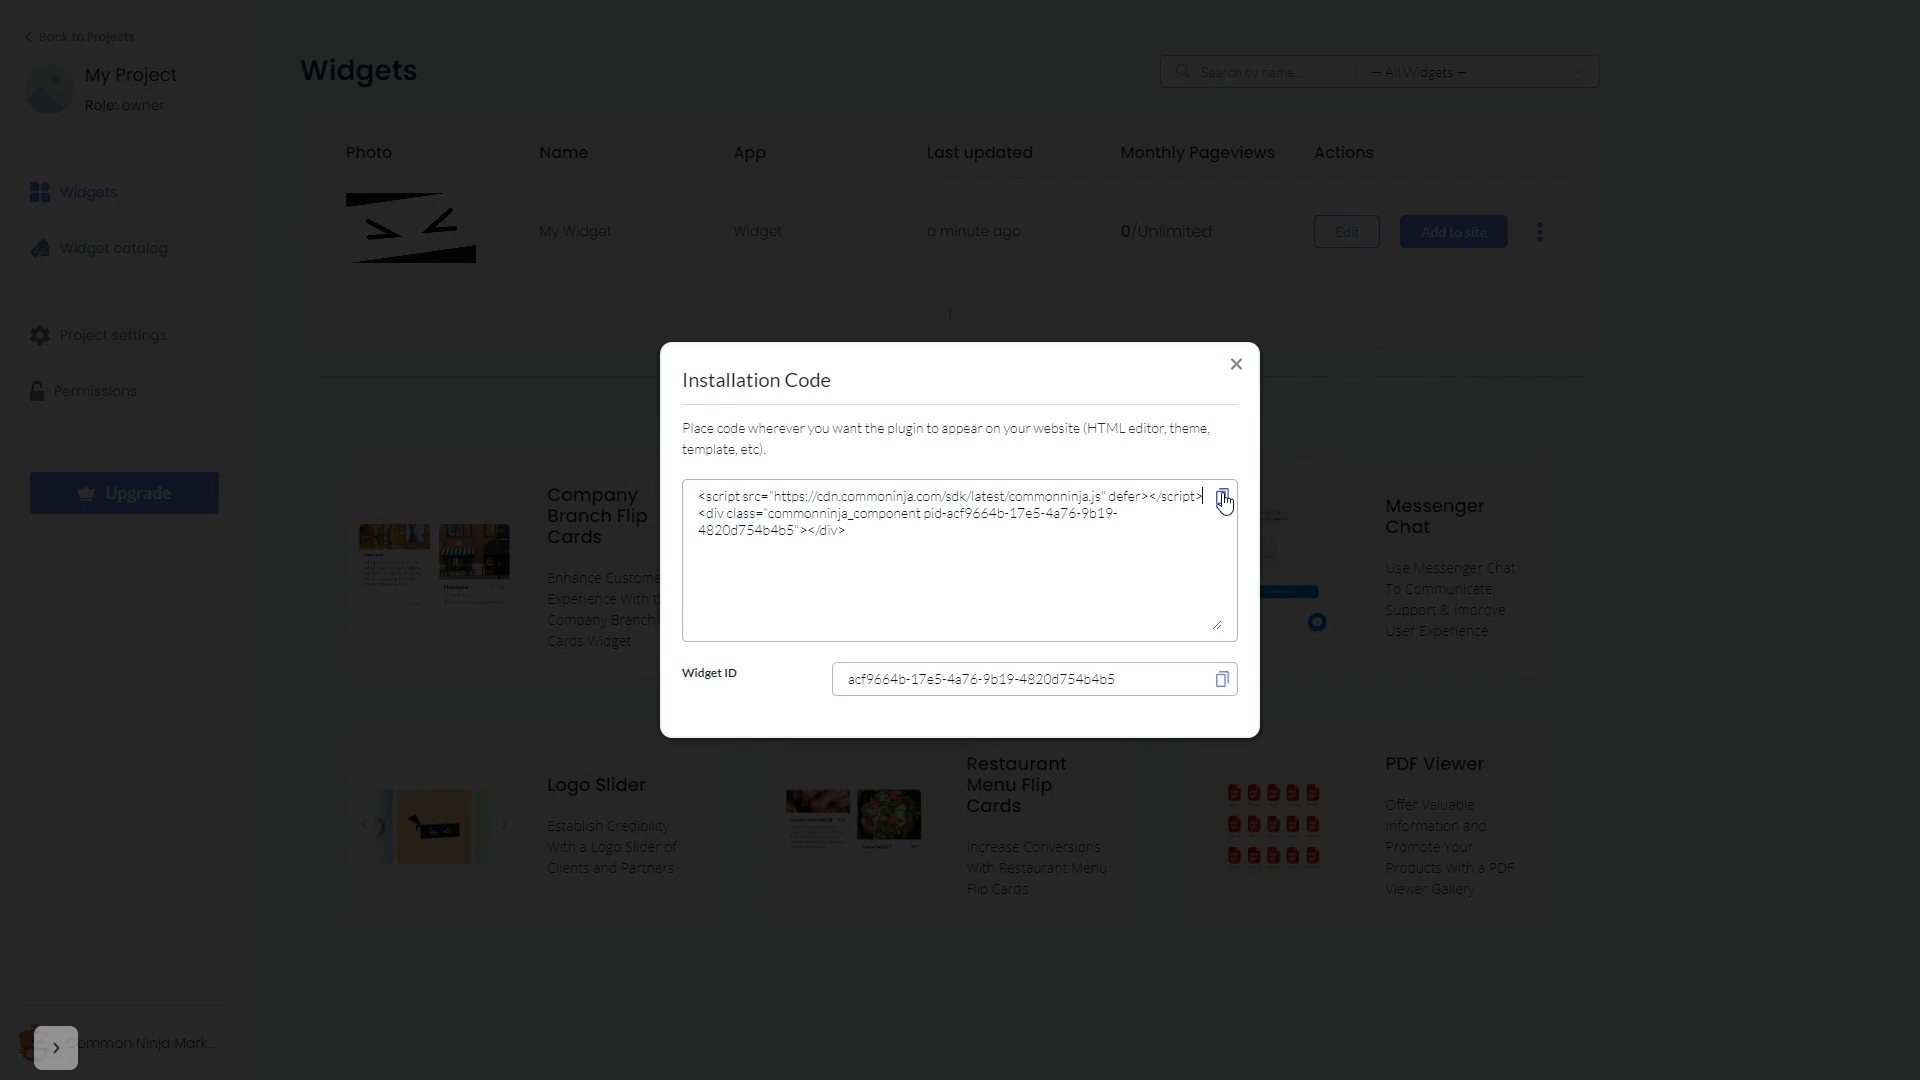 Back to Projects
My Project
Role: owner
Widgets
Widget catalog
Project settings
Permissions
Upgrade
Widgets
Search by name...
— All Widgets —
Photo
Name
App
Last updated
Monthly Pageviews
Actions
My Widget
Widget
a minute ago
0/Unlimited
Edit
Add to site
1
Installation Code
Place code wherever you want the plugin to appear on your website (HTML editor, theme,
template, etc).
<script src="https://cdn.commoninja.com/sdk/latest/commonninja.js" defer></script>
<div class="commonninja_component pid-acf9664b-17e5-4a76-9b19-
4820d754b4b5"></div>
Widget ID
acf9664b-17e5-4a76-9b19-4820d754b4b5
Company
Branch Flip
Cards
Enhance Custome
Experience With t
Company Branch
Cards Widget
Messenger
Chat
Use Messenger Chat
To Communicate,
Support & Improve
User Experience
Logo Slider
Establish Credibility
With a Logo Slider of
Clients and Partners
Restaurant
Menu Flip
Cards
Increase Conversions
With Restaurant Menu
Flip Cards
PDF Viewer
Offer Valuable
Information and
Promote Your
Products With a PDF
Viewer Gallery
ommon Ninja Mark...